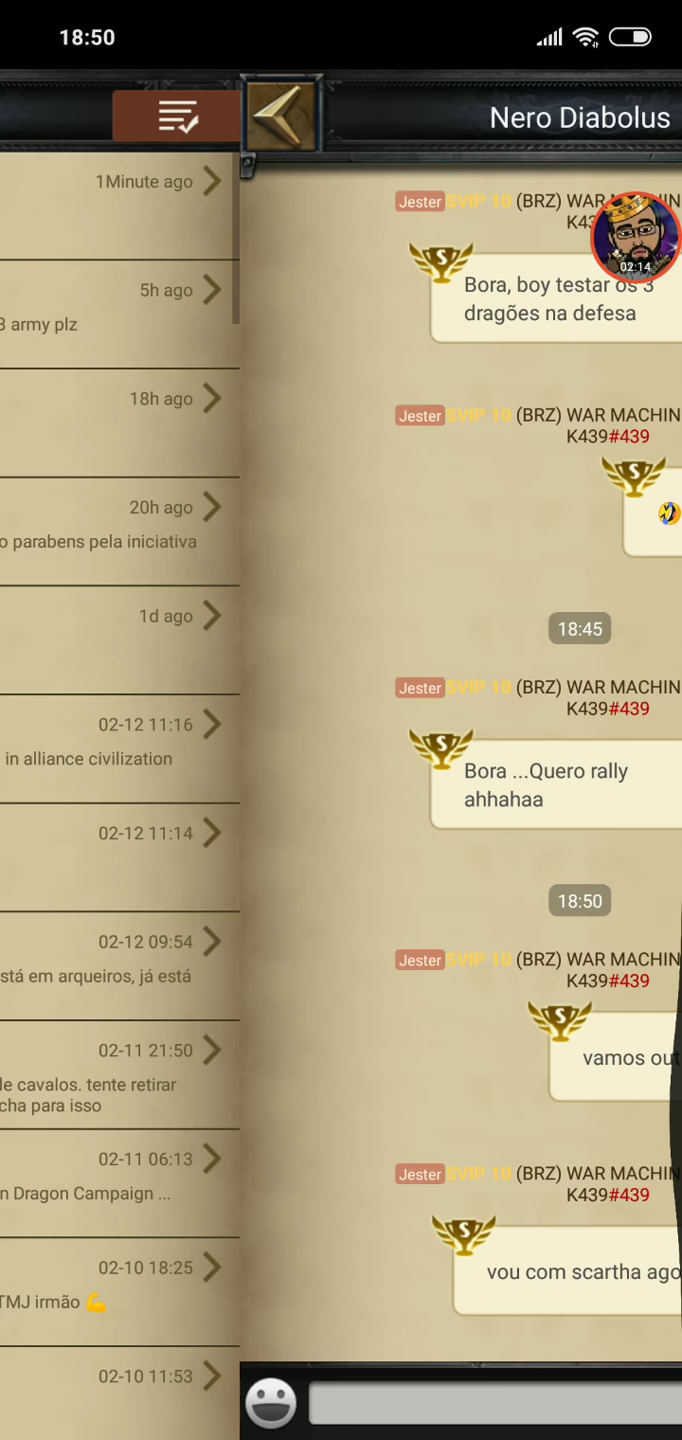 18:50
Nero Diabolus
1Minute ago
5h ago
3 army plz
18h ago
20h ago
o parabens pela iniciativa
1d ago
02-12 11:16
in alliance civilization
02-12 11:14
02-12 09:54
stá em arqueiros, já está
02-11 21:50
de cavalos. tente retirar
cha para isso
02-11 06:13
n Dragon Campaign ...
02-10 18:25
TMJ irmão 💪
02-10 11:53
Jester SVIP 10 (BRZ) WAR MACHIN
K43
02:14
S
Bora, boy testar os 3
dragões na defesa
Jester SVIP 10 (BRZ) WAR MACHIN
K439#439
S
🤣
18:45
Jester SVIP 10 (BRZ) WAR MACHIN
K439#439
S
Bora ...Quero rally
ahhahaa
18:50
Jester SVIP 10 (BRZ) WAR MACHIN
K439#439
S
vamos out
Jester SVIP 10 (BRZ) WAR MACHIN
K439#439
S
vou com scartha ago